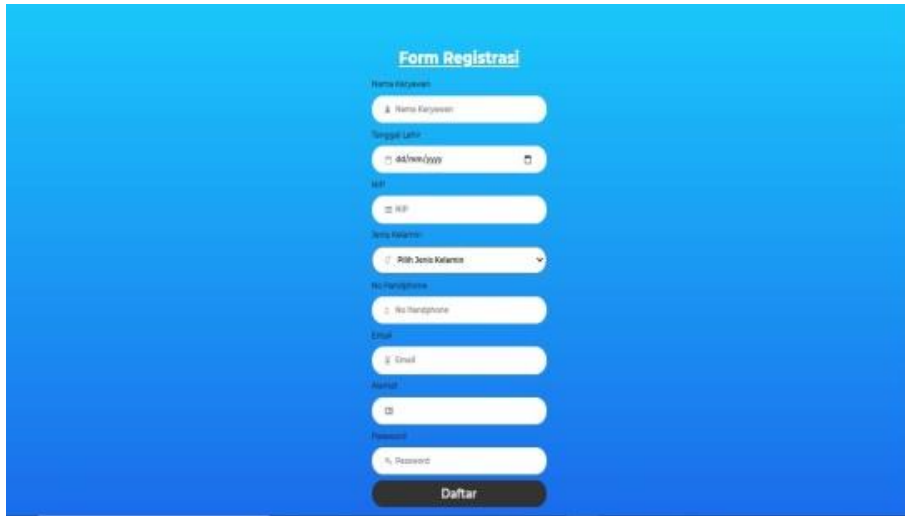 Form Registrasi
Nama Karyawan
Nama Karyawan
Tanggal Lahir
dd/mm/yyyy
NIP
NIP
Jenis Kelamin
Pilih Jenis Kelamin
No Handphone
No Handphone
Email
Email
Alamat
Password
Password
Daftar